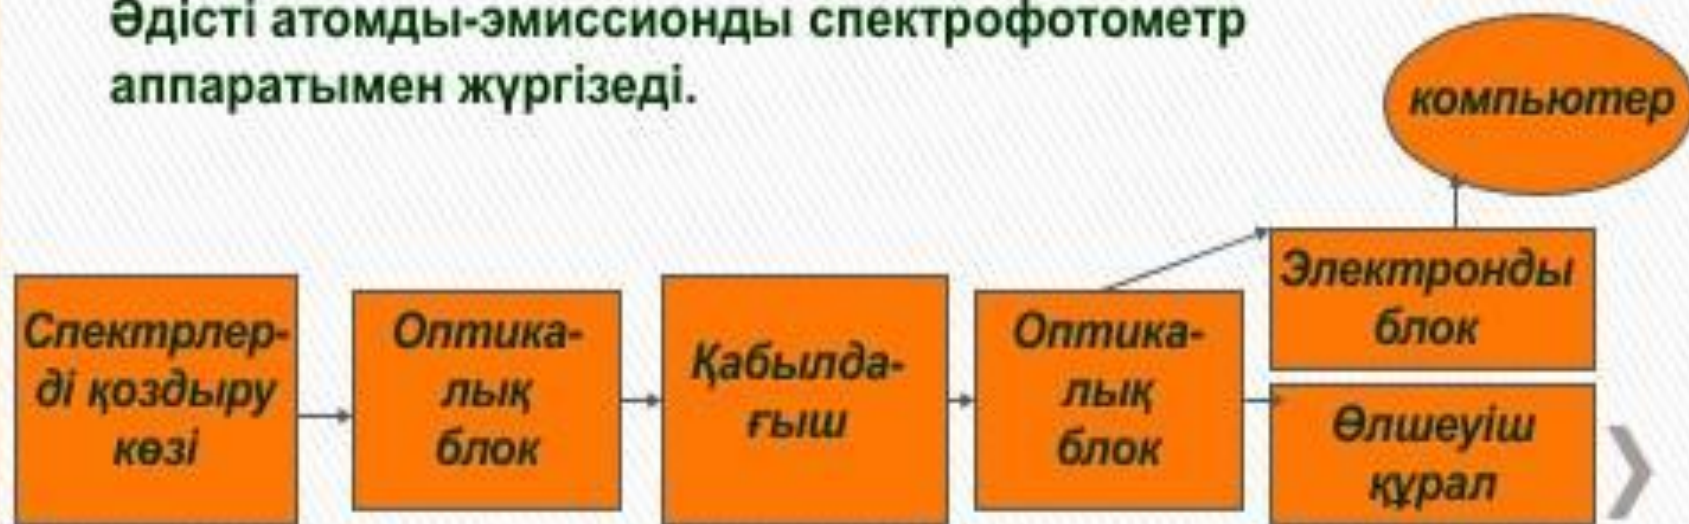 Әдісті атомды-эмиссионды спектрофотометр
аппаратымен жүргізеді.
компьютер
Спектрлер-
ді қоздыру
көзі
Оптика-
лық
блок
Қабылда-
ғыш
Оптика-
лық
блок
Электронды
блок
Өлшеуіш
құрал